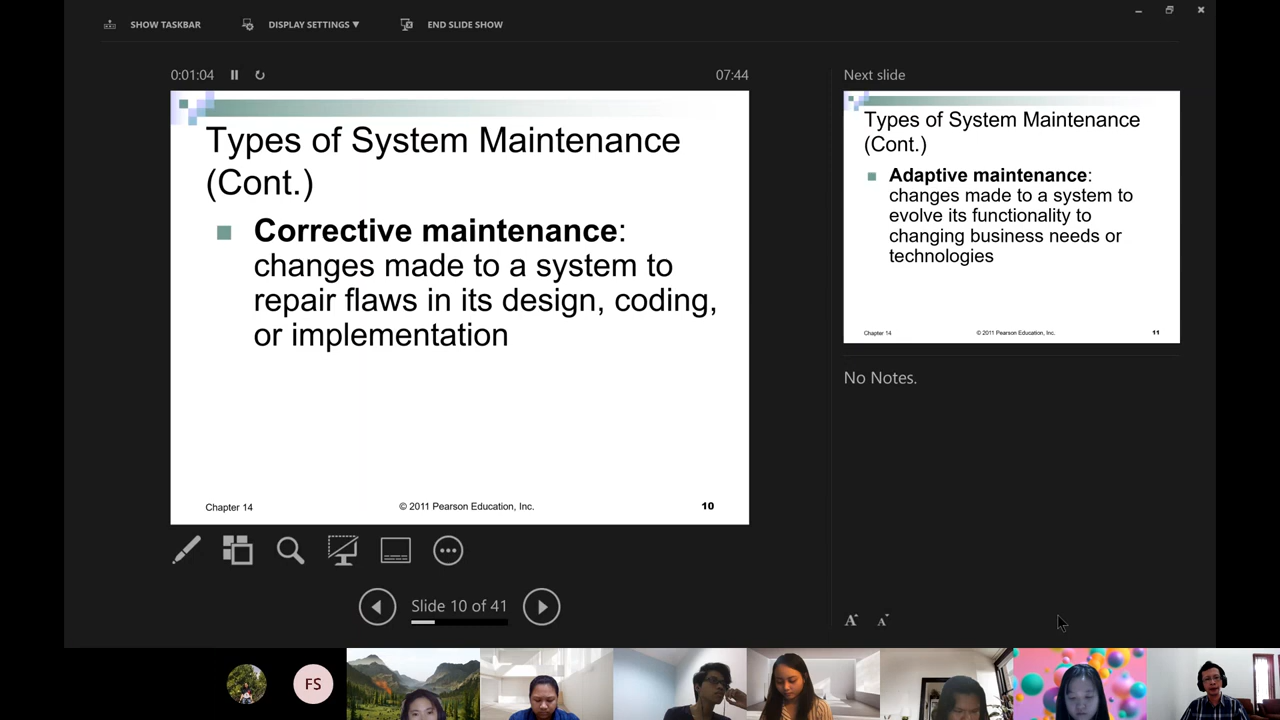 SHOW TASKBAR
DISPLAY SETTINGS ▼
END SLIDE SHOW
0:01:04
07:44
Types of System Maintenance
(Cont.)
Corrective maintenance:
changes made to a system to
repair flaws in its design, coding,
or implementation
Chapter 14
© 2011 Pearson Education, Inc.
10
Next slide
Types of System Maintenance
(Cont.)
Adaptive maintenance:
changes made to a system to
evolve its functionality to
changing business needs or
technologies
Chapter 14
© 2011 Pearson Education, Inc.
11
No Notes.
Slide 10 of 41
A A
FS